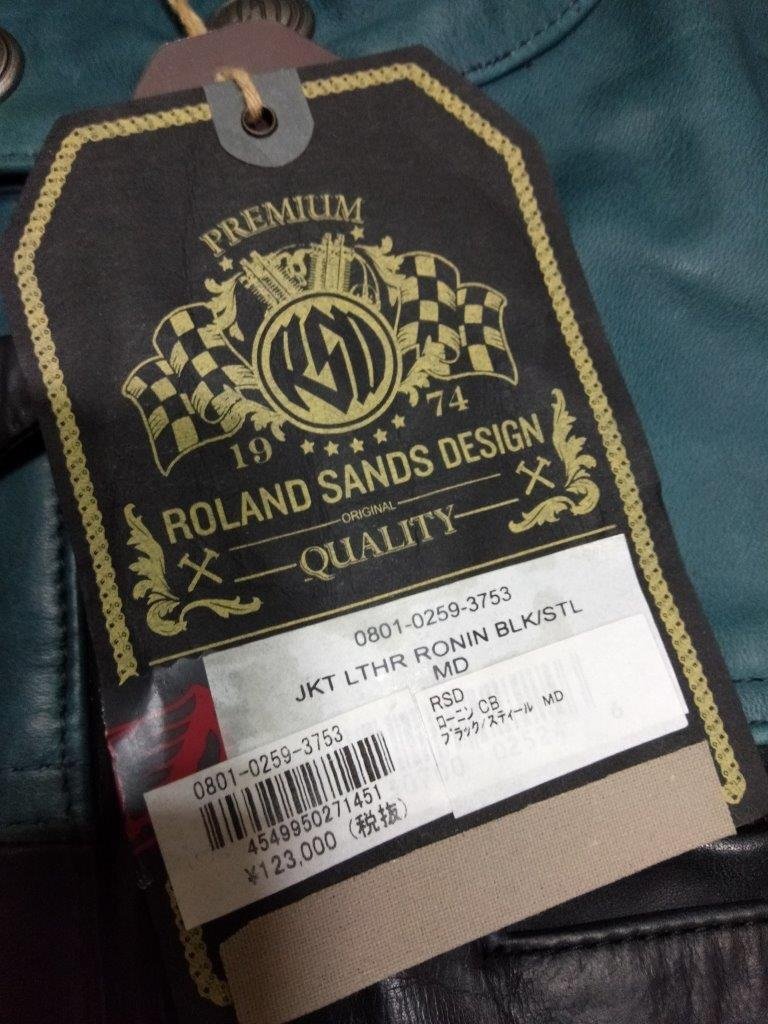 PREMIUM
RSD
19 74
ROLAND SANDS DESIGN
ORIGINAL
QUALITY
0801-0259-3753
JKT LTHR RONIN BLK/STL
MD
RSD
ローニン CB
ブラック/スティール MD
0801-0259-3753
4549950271451
¥123,000 (税抜)